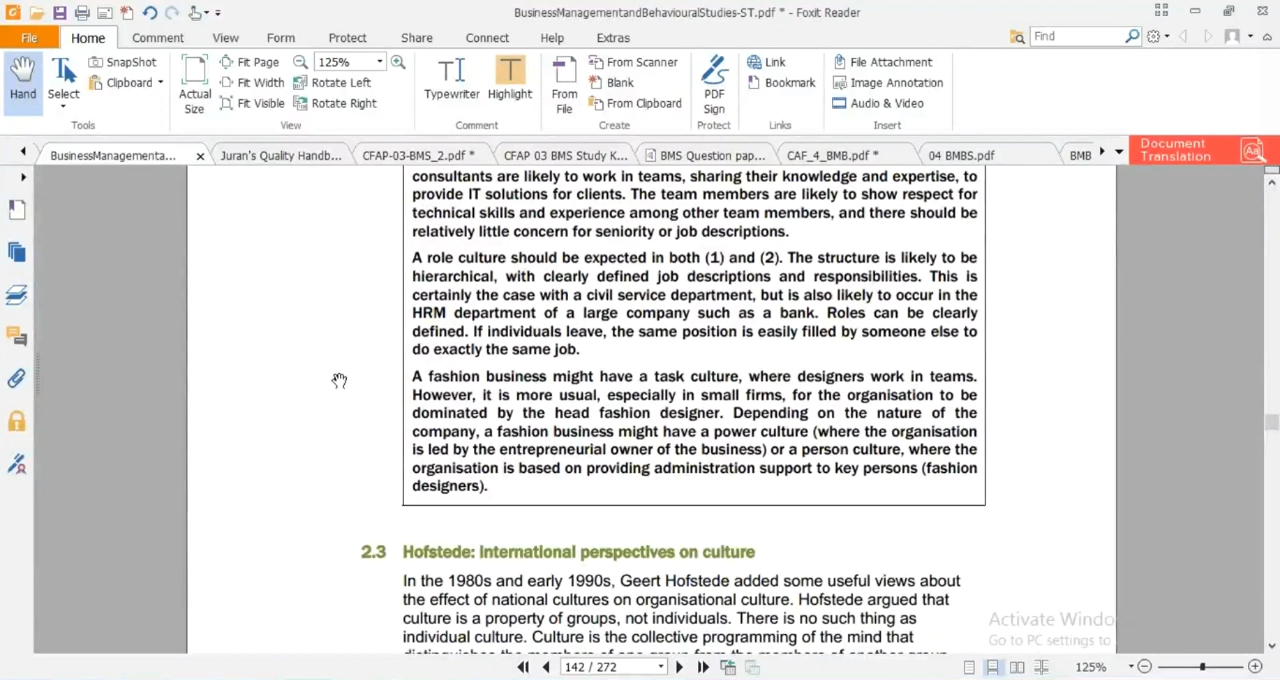 BusinessManagementandBehaviouralStudies-ST.pdf * - Foxit Reader
File Home Comment View Form Protect Share Connect Help Extras Find
Hand Select SnapShot Clipboard Actual Size Fit Page Fit Width Fit Visible 125% Rotate Left Rotate Right Typewriter Highlight From File From Scanner Blank From Clipboard PDF Sign Link Bookmark File Attachment Image Annotation Audio & Video
Tools View Comment Create Protect Links Insert
BusinessManagementa... Juran's Quality Handb... CFAP-03-BMS_2.pdf * CFAP 03 BMS Study K... BMS Question pap... CAF_4_BMB.pdf * 04 BMBS.pdf BMB Document Translation
consultants are likely to work in teams, sharing their knowledge and expertise, to
provide IT solutions for clients. The team members are likely to show respect for
technical skills and experience among other team members, and there should be
relatively little concern for seniority or job descriptions.
A role culture should be expected in both (1) and (2). The structure is likely to be
hierarchical, with clearly defined job descriptions and responsibilities. This is
certainly the case with a civil service department, but is also likely to occur in the
HRM department of a large company such as a bank. Roles can be clearly
defined. If individuals leave, the same position is easily filled by someone else to
do exactly the same job.
A fashion business might have a task culture, where designers work in teams.
However, it is more usual, especially in small firms, for the organisation to be
dominated by the head fashion designer. Depending on the nature of the
company, a fashion business might have a power culture (where the organisation
is led by the entrepreneurial owner of the business) or a person culture, where the
organisation is based on providing administration support to key persons (fashion
designers).
2.3 Hofstede: International perspectives on culture
In the 1980s and early 1990s, Geert Hofstede added some useful views about
the effect of national cultures on organisational culture. Hofstede argued that
culture is a property of groups, not individuals. There is no such thing as
individual culture. Culture is the collective programming of the mind that
Activate Windo
Go to PC settings to
142 / 272 125%